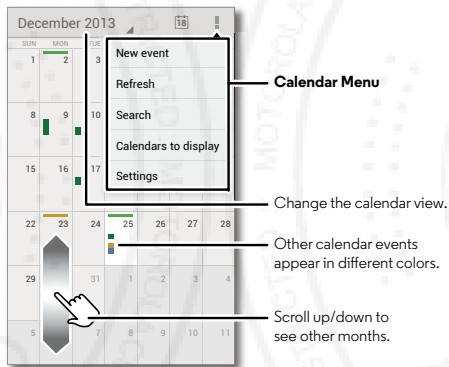 December 2013 18
SUN MON TUE
1 2 3
8 9 10
15 16 17
22 23 24 25 26 27 28
29 31 1 2 3 4
5 7 8 9 10 11
New event
Refresh
Search
Calendars to display
Settings
Calendar Menu
Change the calendar view.
Other calendar events
appear in different colors.
Scroll up/down to
see other months.
MOTOROLA